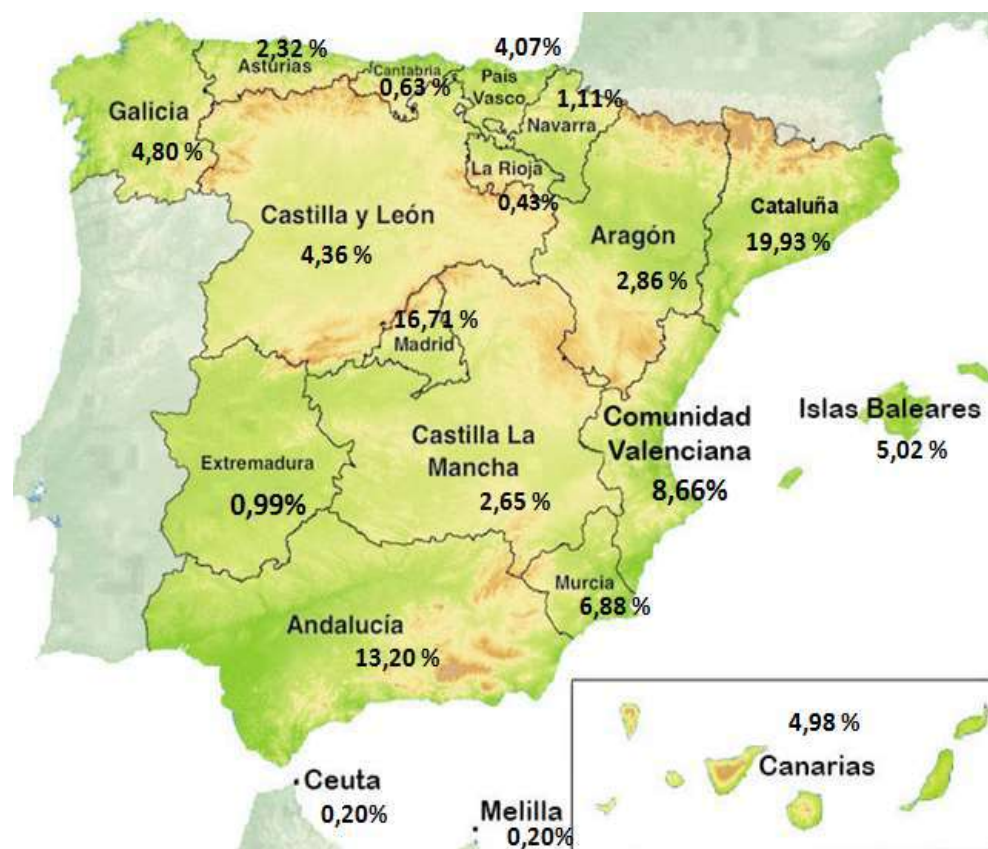 2,32 %
Asturias
Cantabria
0,63 %
4,07%
País
Vasco
1,11%
Navarra
Galicia
4,80 %
La Rioja
0,43%
Castilla y León
4,36 %
Aragón
2,86 %
Cataluña
19,93 %
16,71 %
Madrid
Extremadura
0,99%
Castilla La
Mancha
2,65 %
Comunidad
Valenciana
8,66%
Islas Baleares
5,02 %
Murcia
6,88 %
Andalucía
13,20 %
4,98 %
Canarias
Ceuta
0,20%
Melilla
0,20%